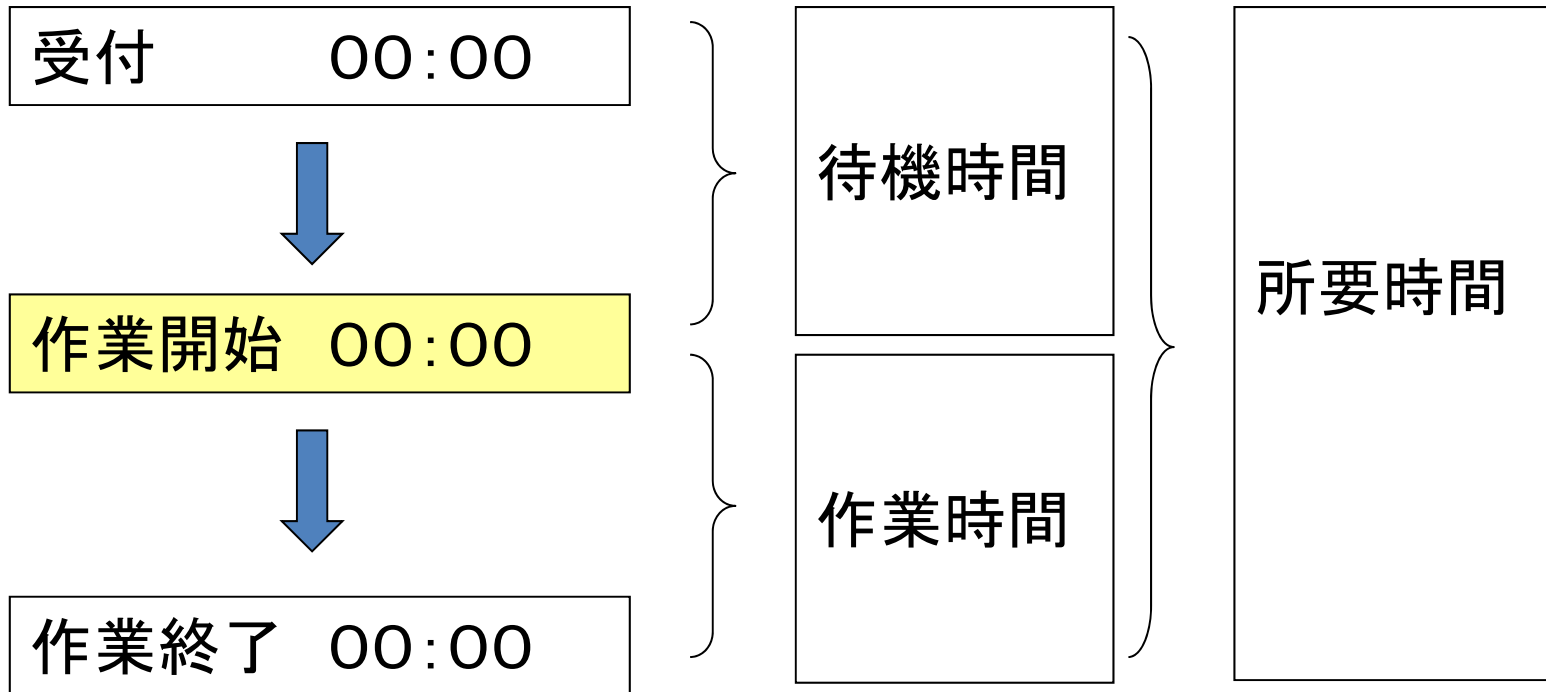 受付　　　００：００
待機時間
所要時間
作業開始　００：００
作業時間
作業終了　００：００